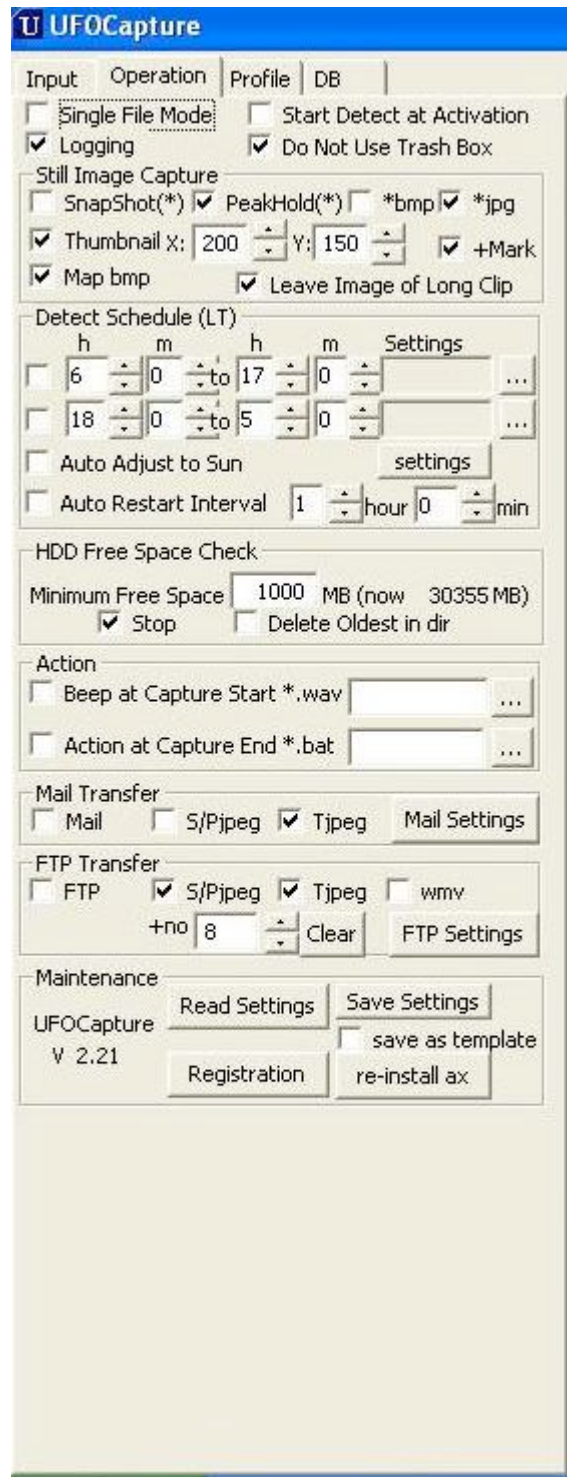 U UFOCapture
Input Operation Profile DB
Single File Mode Start Detect at Activation
Logging Do Not Use Trash Box
Still Image Capture
SnapShot(*) PeakHold(*) *bmp *jpg
Thumbnail X: 200 Y: 150 +Mark
Map bmp Leave Image of Long Clip
Detect Schedule (LT)
h m h m Settings
6 0 to 17 0 ...
18 0 to 5 0 ...
Auto Adjust to Sun settings
Auto Restart Interval 1 hour 0 min
HDD Free Space Check
Minimum Free Space 1000 MB (now 30355 MB)
Stop Delete Oldest in dir
Action
Beep at Capture Start *.wav ...
Action at Capture End *.bat ...
Mail Transfer
Mail S/Pjpeg Tjpeg Mail Settings
FTP Transfer
FTP S/Pjpeg Tjpeg wmv
+no 8 Clear FTP Settings
Maintenance
Read Settings Save Settings
UFOCapture save as template
V 2.21
Registration re-install ax